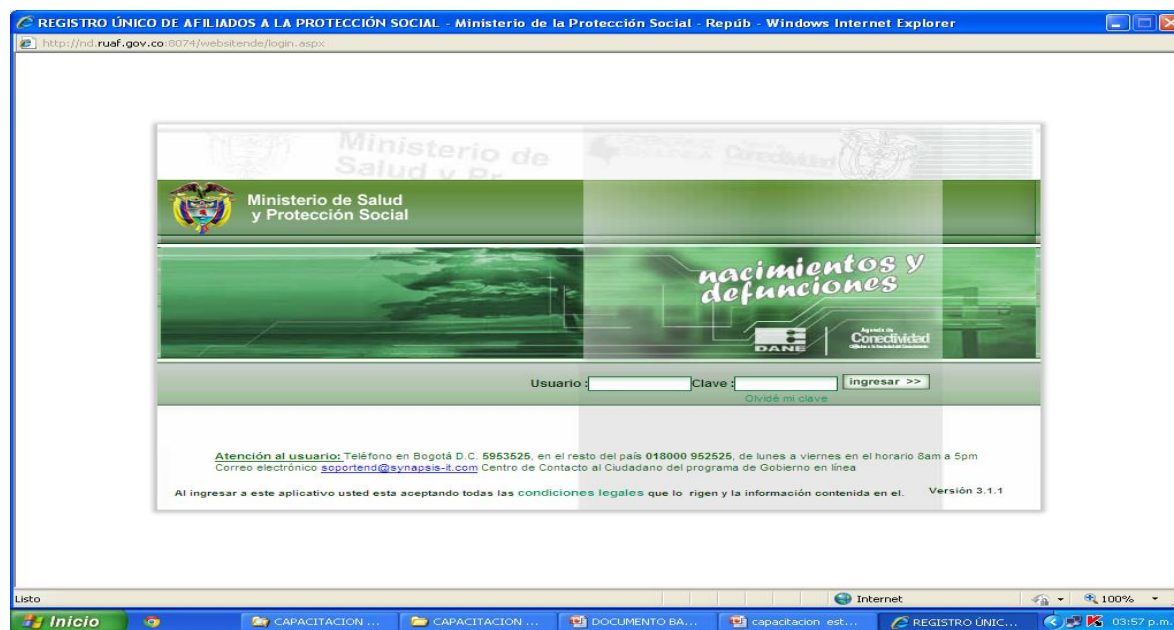 REGISTRO ÚNICO DE AFILIADOS A LA PROTECCIÓN SOCIAL - Ministerio de la Protección Social - Repúb - Windows Internet Explorer
http://nd.ruaf.gov.co:8074/websitende/login.aspx
Ministerio de
Salud y Pr
Conectividad
Ministerio de Salud
y Protección Social
nacimientos y
defunciones
DANE
Agenda de
Conectividad
Usuario : Clave : ingresar >>
Olvidé mi clave
Atención al usuario: Teléfono en Bogotá D.C. 5953525, en el resto del país 018000 952525, de lunes a viernes en el horario 8am a 5pm
Correo electrónico soportend@synapsis-it.com Centro de Contacto al Ciudadano del programa de Gobierno en línea
Al ingresar a este aplicativo usted esta aceptando todas las condiciones legales que lo rigen y la información contenida en el. Versión 3.1.1
Listo Internet 100%
Inicio CAPACITACION ... CAPACITACION ... DOCUMENTO BA... capacitacion est... REGISTRO ÚNIC... 03:57 p.m.